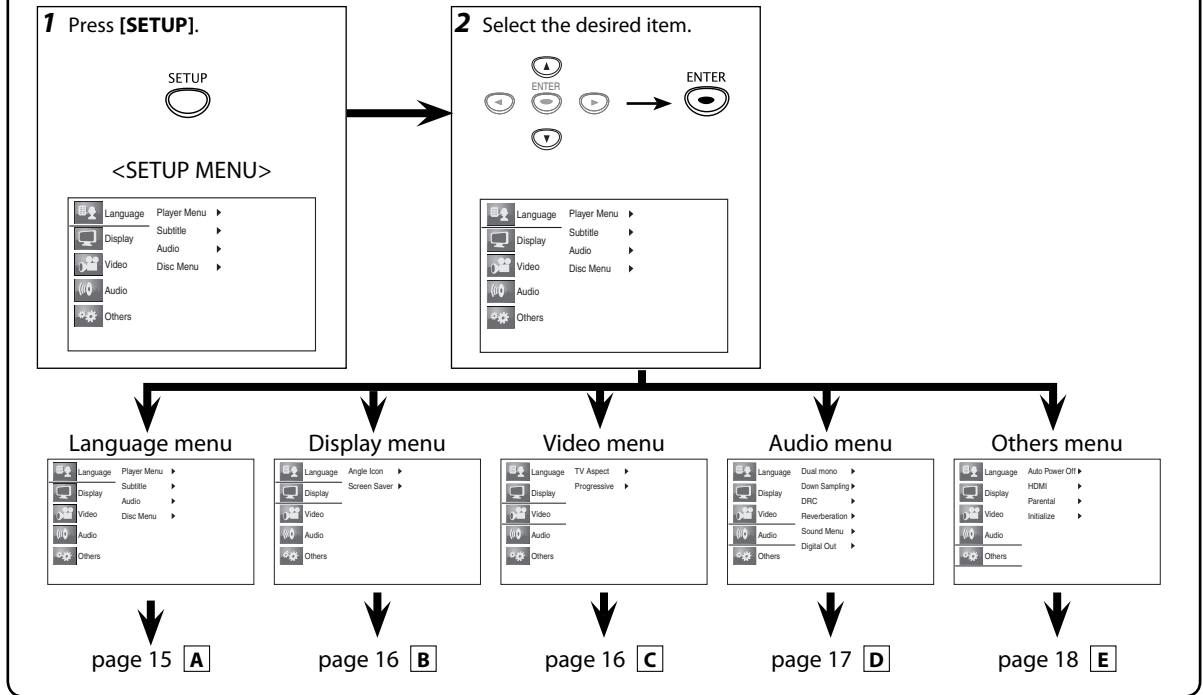 1 Press [SETUP].
SETUP
<SETUP MENU>
Language Player Menu
Display Subtitle
Audio
Video Disc Menu
Audio
Others
2 Select the desired item.
ENTER
ENTER
Language Player Menu
Display Subtitle
Audio
Video Disc Menu
Audio
Others
Language menu
Language Player Menu
Subtitle
Display
Audio
Video Disc Menu
Audio
Others
page 15 A
Display menu
Language Angle Icon
Screen Saver
Display
Video
Audio
Others
page 16 B
Video menu
Language TV Aspect
Progressive
Display
Video
Audio
Others
page 16 C
Audio menu
Language Dual mono
Down Sampling
Display
DRC
Video Reverberation
Audio Sound Menu
Digital Out
Others
page 17 D
Others menu
Language Auto Power Off
HDMI
Display
Parental
Video Initialize
Audio
Others
page 18 E